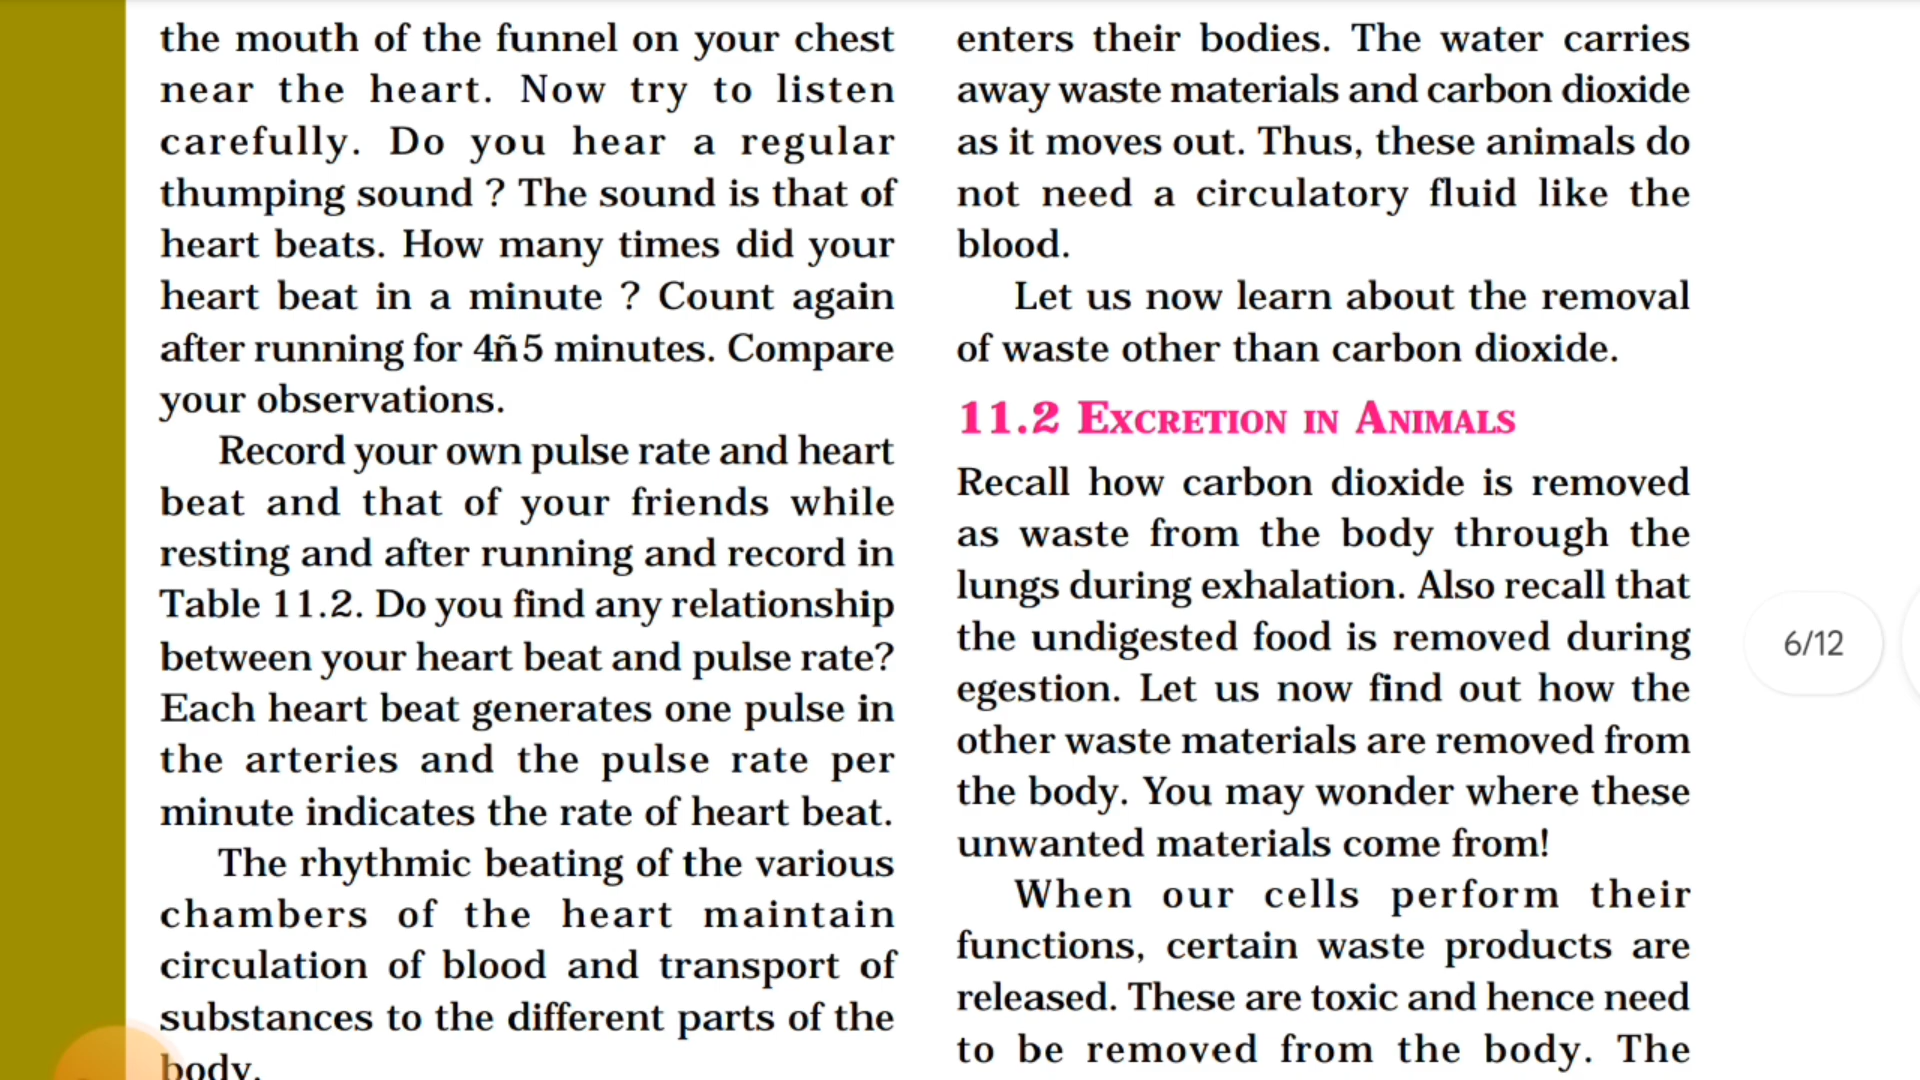 the mouth of the funnel on your chest
near the heart. Now try to listen
carefully. Do you hear a regular
thumping sound ? The sound is that of
heart beats. How many times did your
heart beat in a minute ? Count again
after running for 4ñ5 minutes. Compare
your observations.
Record your own pulse rate and heart
beat and that of your friends while
resting and after running and record in
Table 11.2. Do you find any relationship
between your heart beat and pulse rate?
Each heart beat generates one pulse in
the arteries and the pulse rate per
minute indicates the rate of heart beat.
The rhythmic beating of the various
chambers of the heart maintain
circulation of blood and transport of
substances to the different parts of the
body.
enters their bodies. The water carries
away waste materials and carbon dioxide
as it moves out. Thus, these animals do
not need a circulatory fluid like the
blood.
Let us now learn about the removal
of waste other than carbon dioxide.
11.2 EXCRETION IN ANIMALS
Recall how carbon dioxide is removed
as waste from the body through the
lungs during exhalation. Also recall that
the undigested food is removed during
egestion. Let us now find out how the
other waste materials are removed from
the body. You may wonder where these
unwanted materials come from!
When our cells perform their
functions, certain waste products are
released. These are toxic and hence need
to be removed from the body. The
6/12